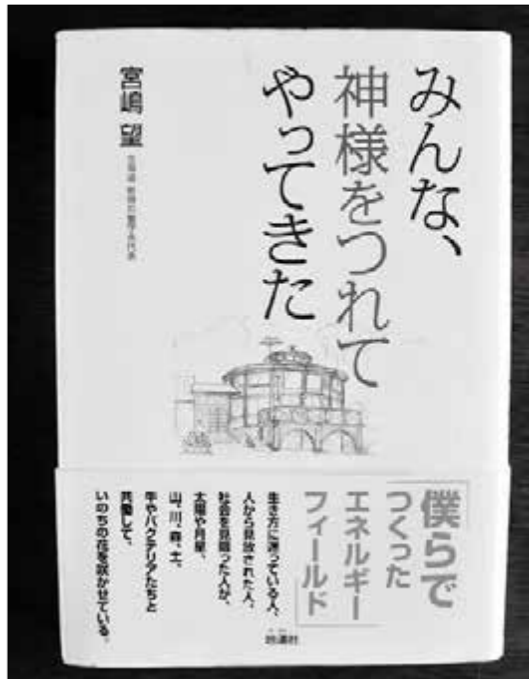 みんな、
神様をつれて
やってきた
宮嶋 望
「僕らで
つくった
エネルギー
フィールド」
生き方に迷っている人、
人から見放された人、
社会を見限った人が、
太陽や月星、
山、川、森、土、
牛やバクテリアたちと
共働して、
いのちの花を咲かせている。
地湧社